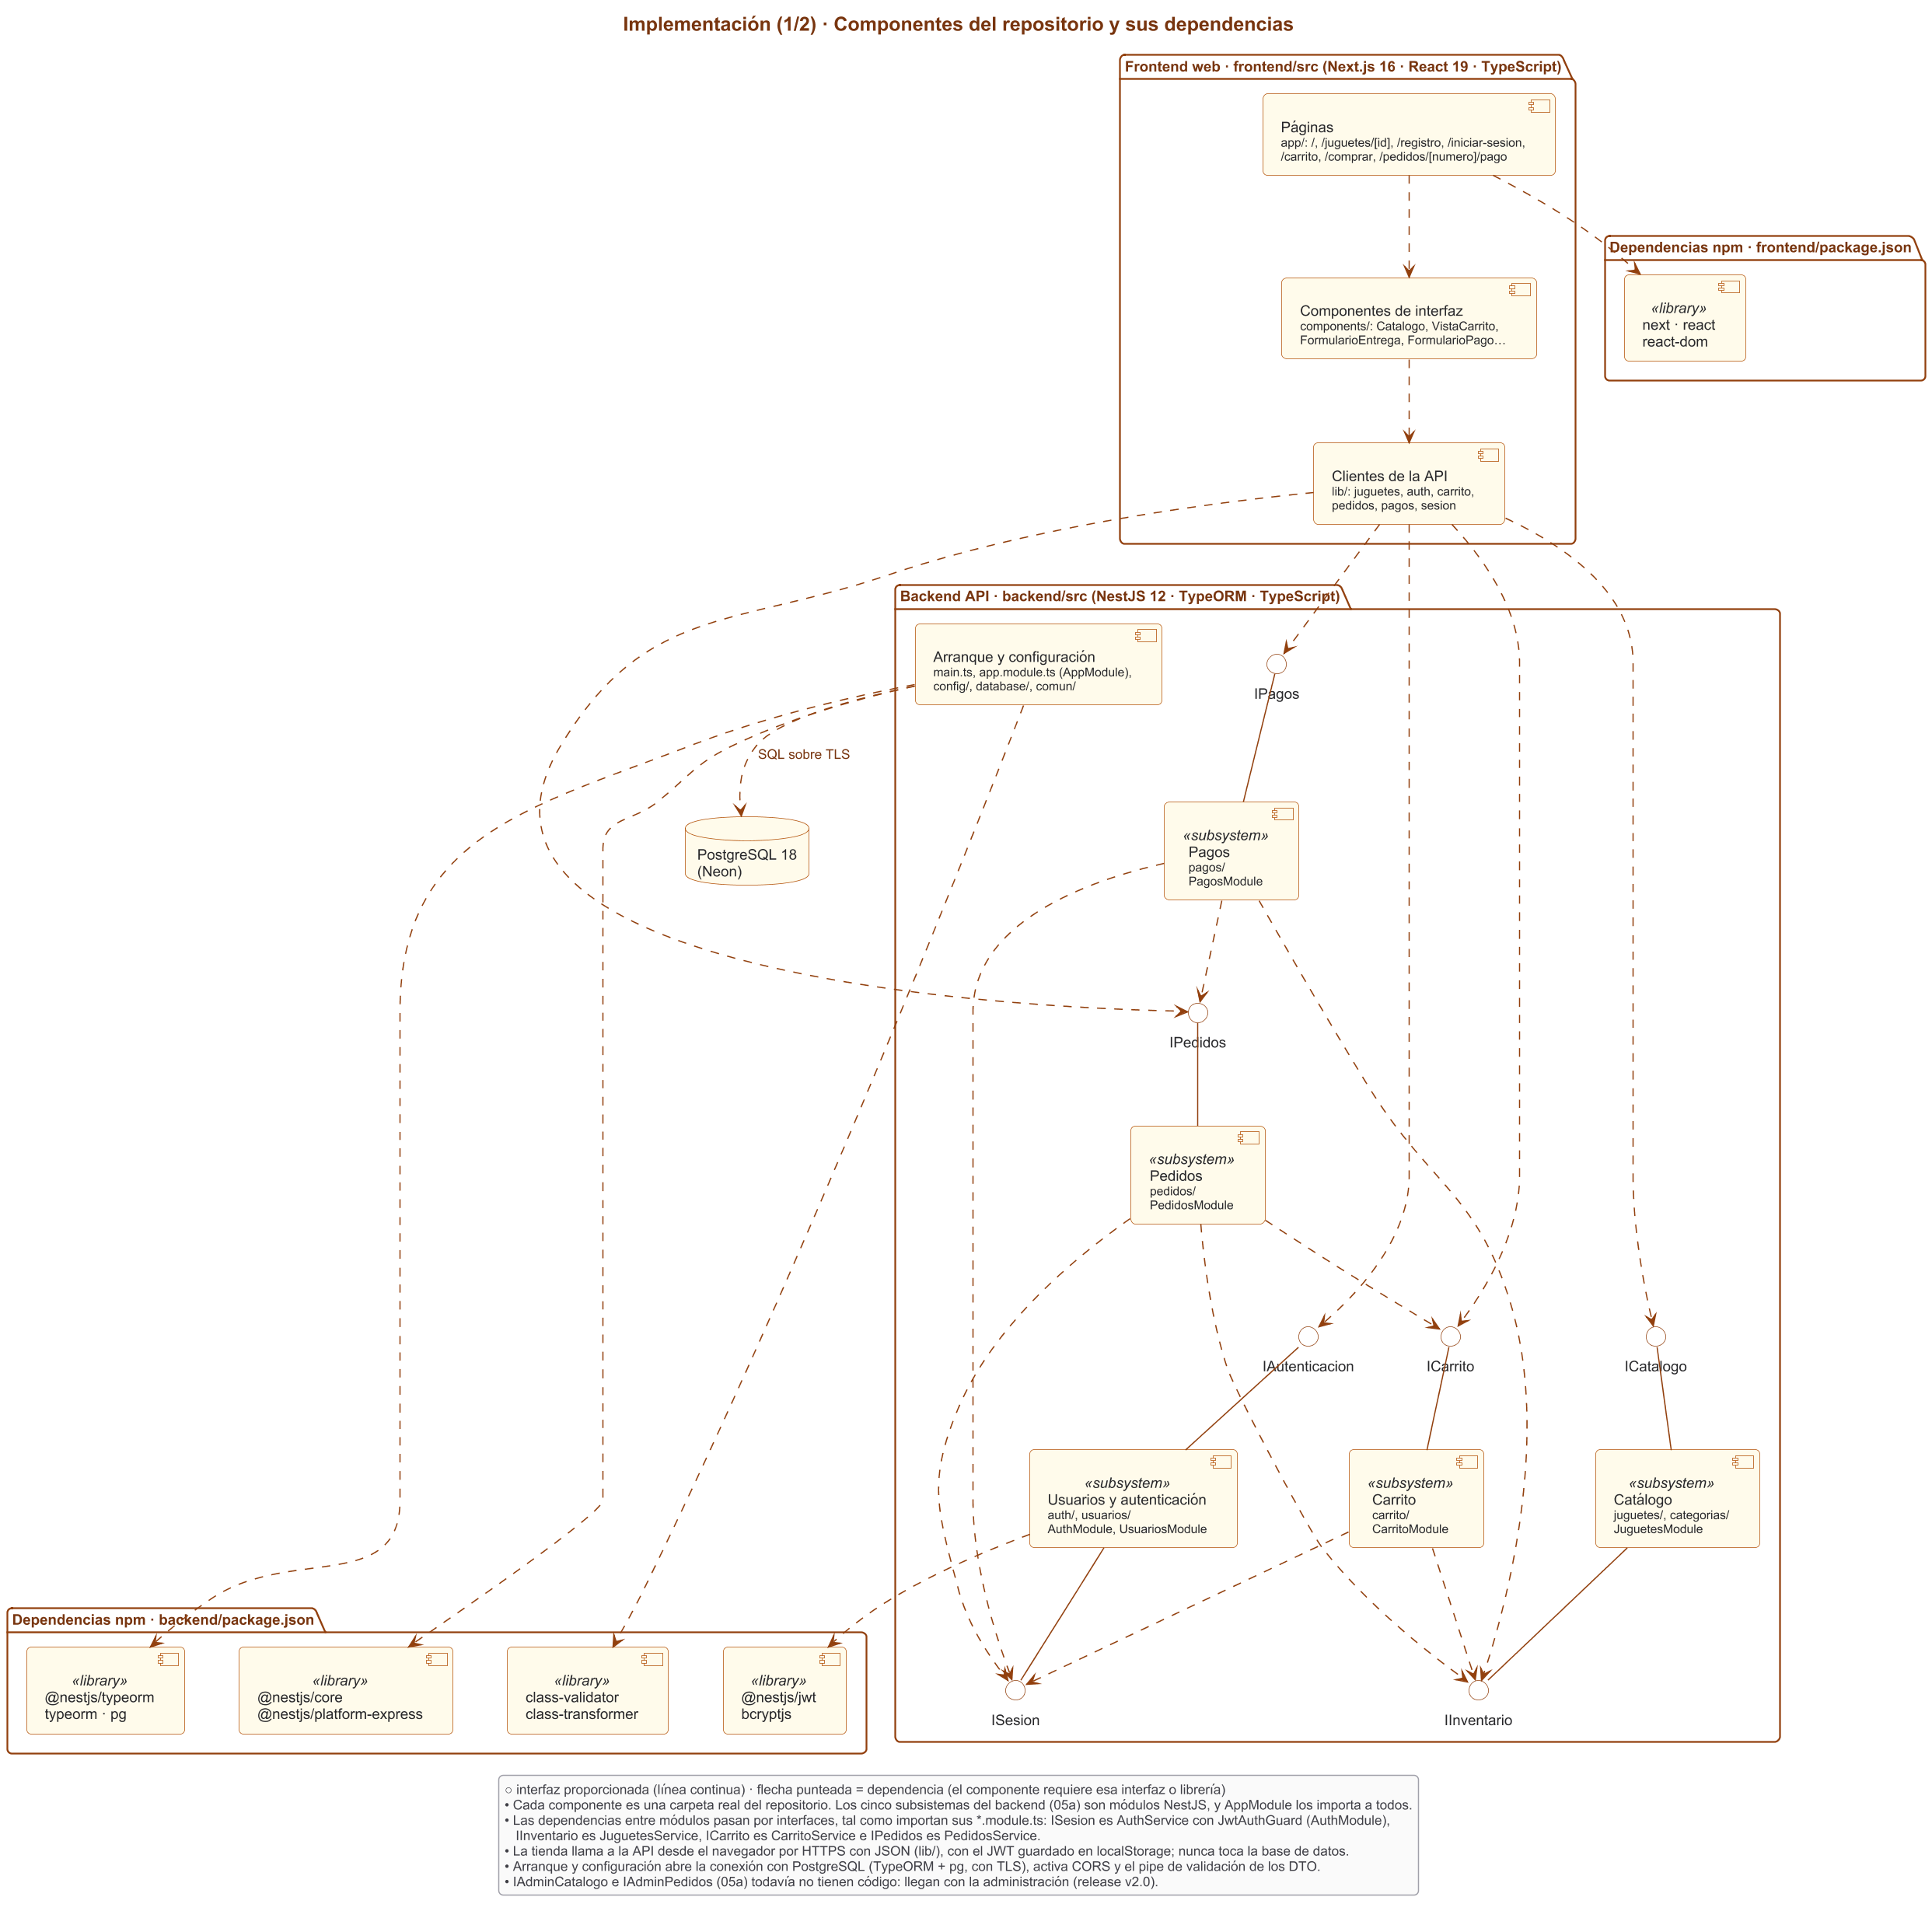 Implementación (1/2) · Componentes del repositorio y sus dependencias
Frontend web · frontend/src (Next.js 16 · React 19 · TypeScript)
Páginas
app/: /, /juguetes/[id], /registro, /iniciar-sesion,
/carrito, /comprar, /pedidos/[numero]/pago
Dependencias npm · frontend/package.json
«library»
next · react
react-dom
Componentes de interfaz
components/: Catalogo, VistaCarrito,
FormularioEntrega, FormularioPago…
Clientes de la API
lib/: juguetes, auth, carrito,
pedidos, pagos, sesion
Backend API · backend/src (NestJS 12 · TypeORM · TypeScript)
Arranque y configuración
main.ts, app.module.ts (AppModule),
config/, database/, comun/
IPagos
SQL sobre TLS
PostgreSQL 18
(Neon)
«subsystem»
Pagos
pagos/
PagosModule
IPedidos
«subsystem»
Pedidos
pedidos/
PedidosModule
IAutenticacion
ICarrito
ICatalogo
«subsystem»
Usuarios y autenticación
auth/, usuarios/
AuthModule, UsuariosModule
«subsystem»
Carrito
carrito/
CarritoModule
«subsystem»
Catálogo
juguetes/, categorias/
JuguetesModule
Dependencias npm · backend/package.json
«library»
@nestjs/typeorm
typeorm · pg
«library»
@nestjs/core
@nestjs/platform-express
«library»
class-validator
class-transformer
«library»
@nestjs/jwt
bcryptjs
ISesion
IInventario
○ interfaz proporcionada (línea continua) · flecha punteada = dependencia (el componente requiere esa interfaz o librería)
• Cada componente es una carpeta real del repositorio. Los cinco subsistemas del backend (05a) son módulos NestJS, y AppModule los importa a todos.
• Las dependencias entre módulos pasan por interfaces, tal como importan sus *.module.ts: ISesion es AuthService con JwtAuthGuard (AuthModule),
IInventario es JuguetesService, ICarrito es CarritoService e IPedidos es PedidosService.
• La tienda llama a la API desde el navegador por HTTPS con JSON (lib/), con el JWT guardado en localStorage; nunca toca la base de datos.
• Arranque y configuración abre la conexión con PostgreSQL (TypeORM + pg, con TLS), activa CORS y el pipe de validación de los DTO.
• IAdminCatalogo e IAdminPedidos (05a) todavía no tienen código: llegan con la administración (release v2.0).